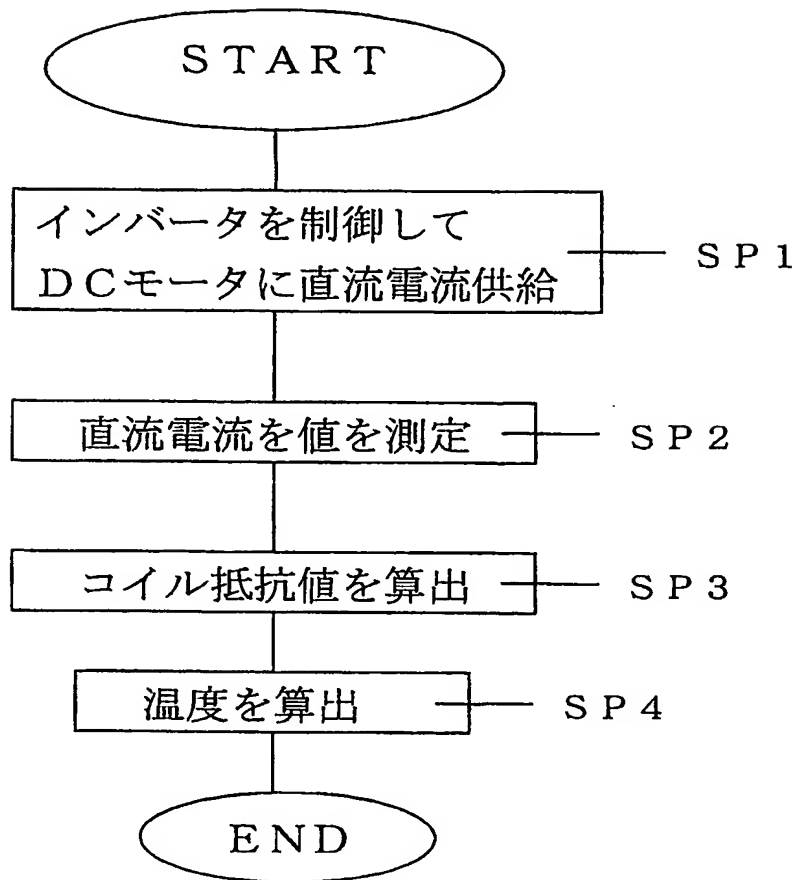 START
インバータを制御して
DCモータに直流電流供給
SP1
直流電流を値を測定
SP2
コイル抵抗値を算出
SP3
温度を算出
SP4
END